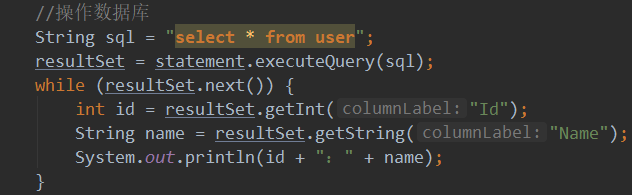 //操作数据库
String sql = "select * from user";
resultSet = statement.executeQuery(sql);
while (resultSet.next()) {
int id = resultSet.getInt( columnLabel: "Id");
String name = resultSet.getString( columnLabel: "Name");
System.out.println(id + "：" + name);
}